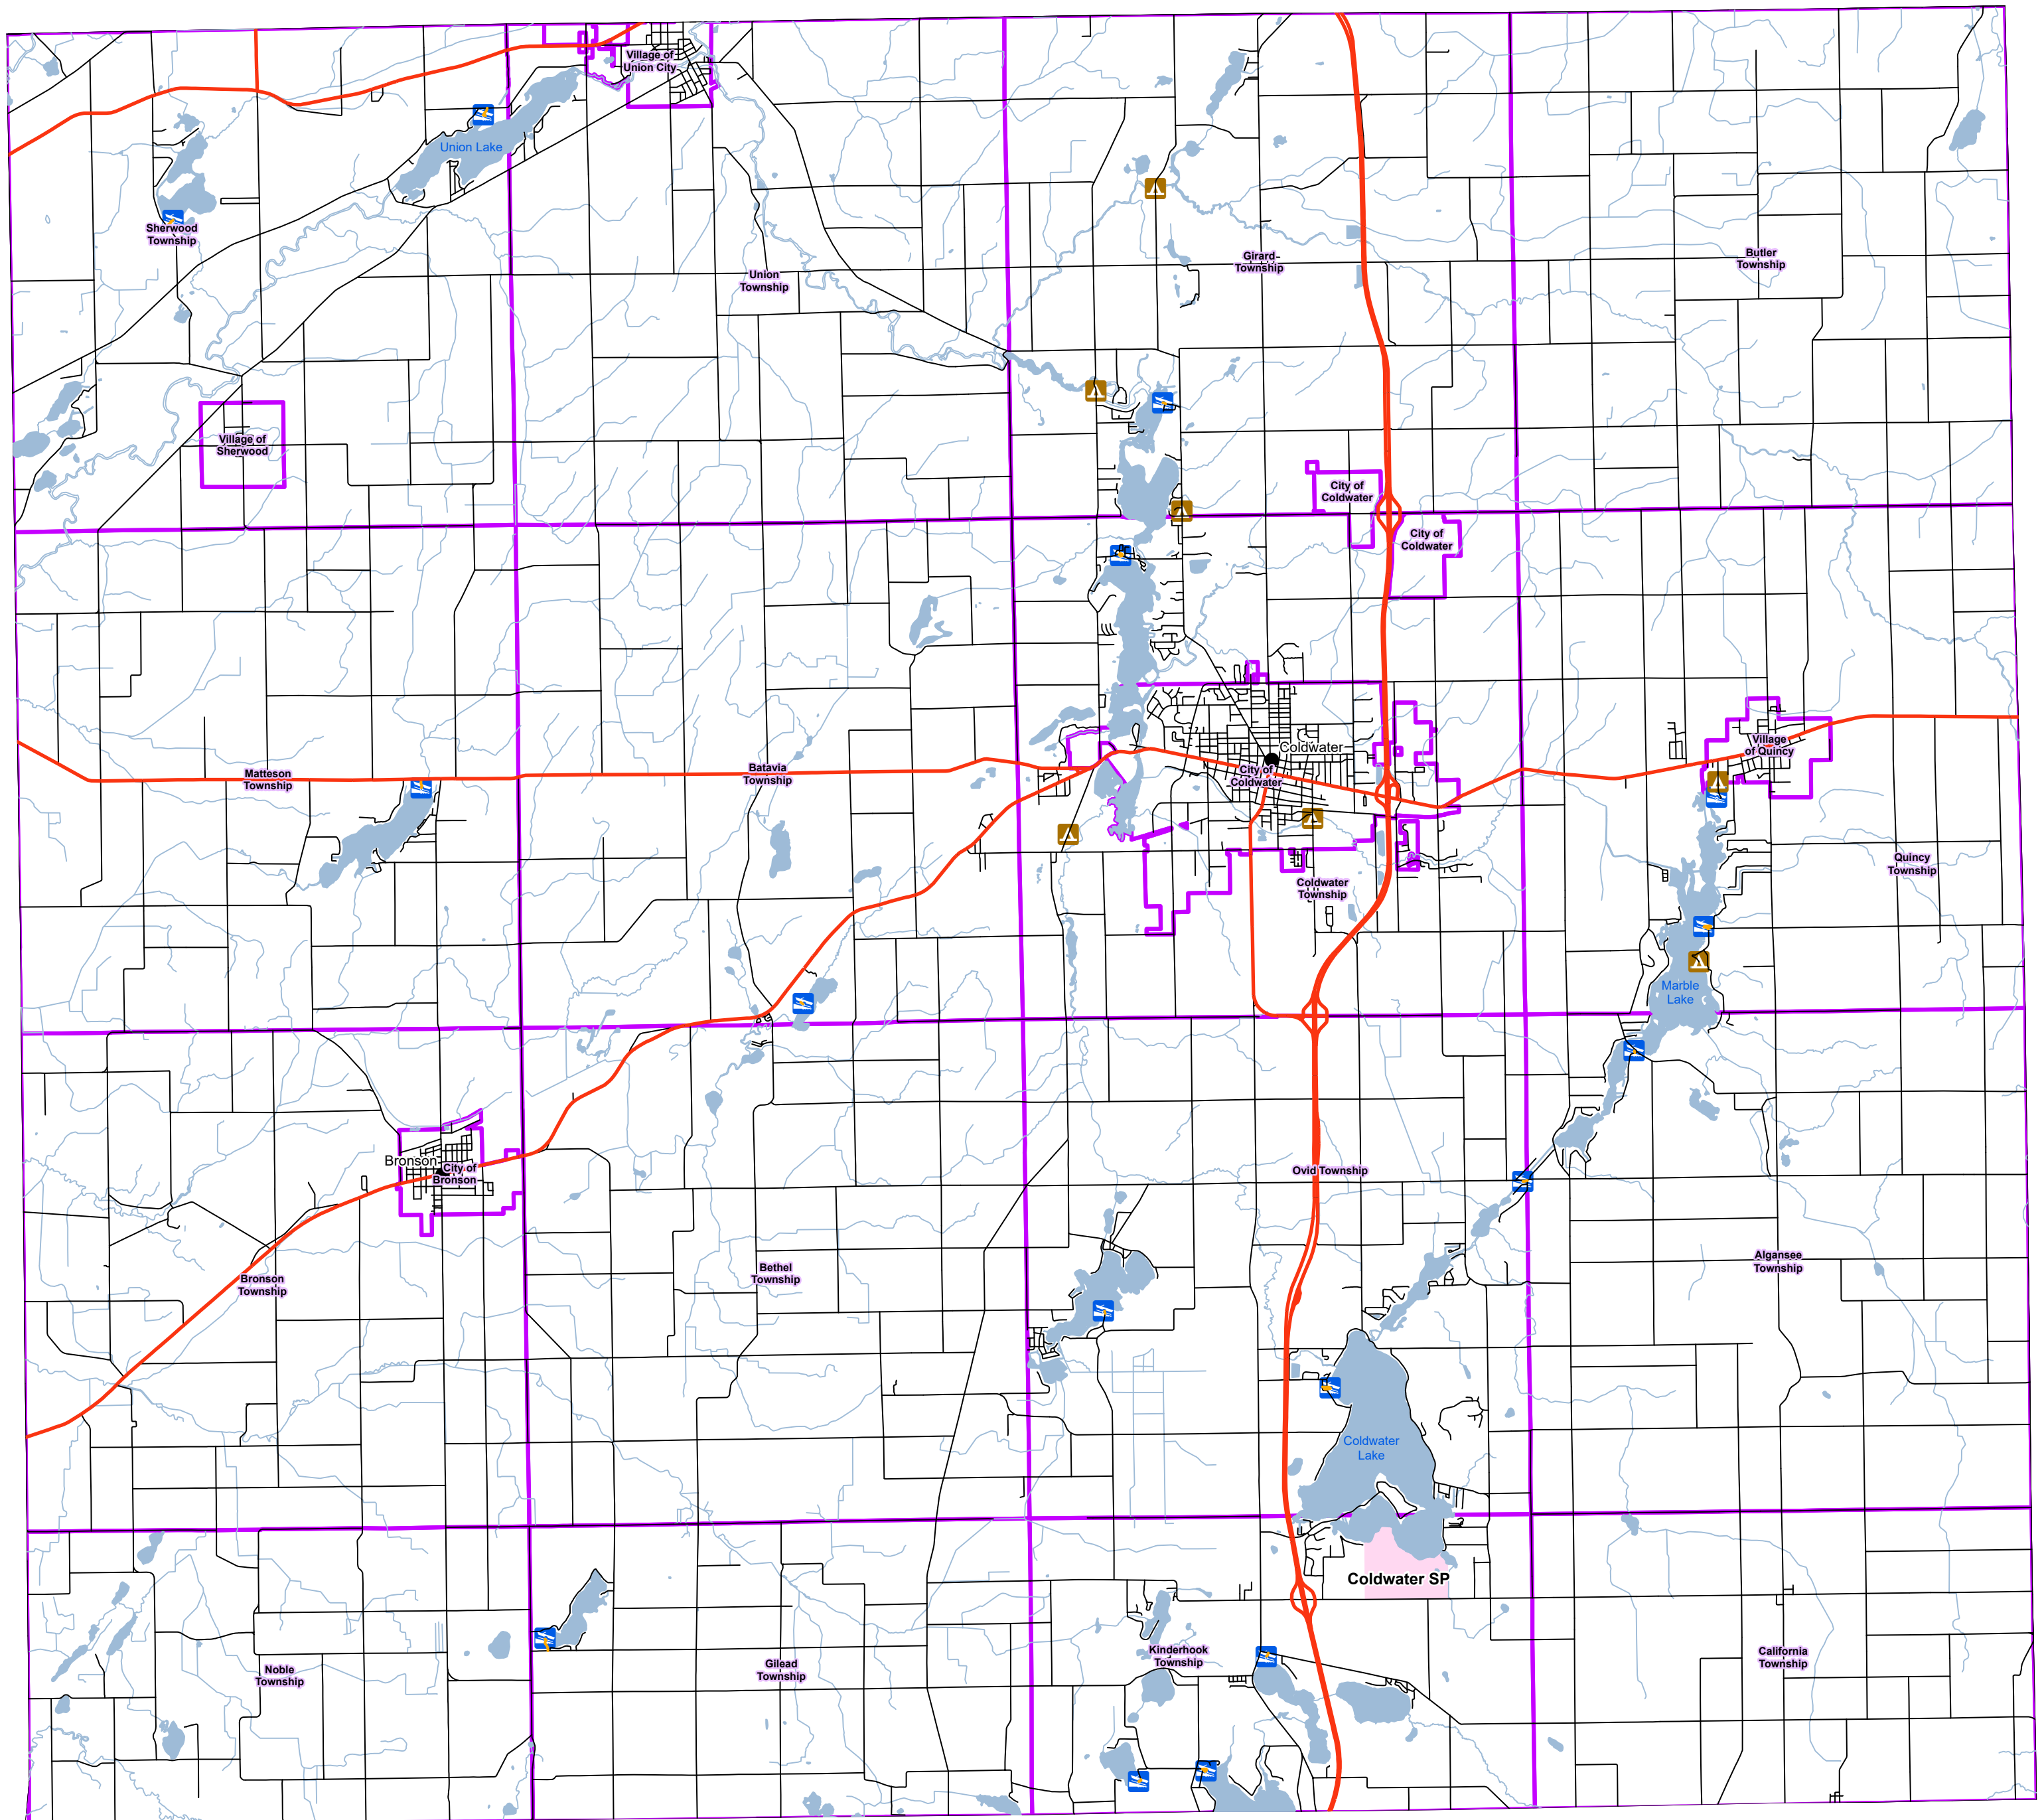 Village of
Union City
Union Lake
Sherwood
Township
Union
Township
Girard
Township
Butler
Township
Village of
Sherwood
City of
Coldwater
City of
Coldwater
Coldwater
City of
Coldwater
Village
of Quincy
Matteson
Township
Batavia
Township
Coldwater
Township
Quincy
Township
Marble
Lake
Bronson
City of
Bronson
Ovid Township
Bronson
Township
Bethel
Township
Algansee
Township
Coldwater
Lake
Coldwater SP
Noble
Township
Gilead
Township
Kinderhook
Township
California
Township